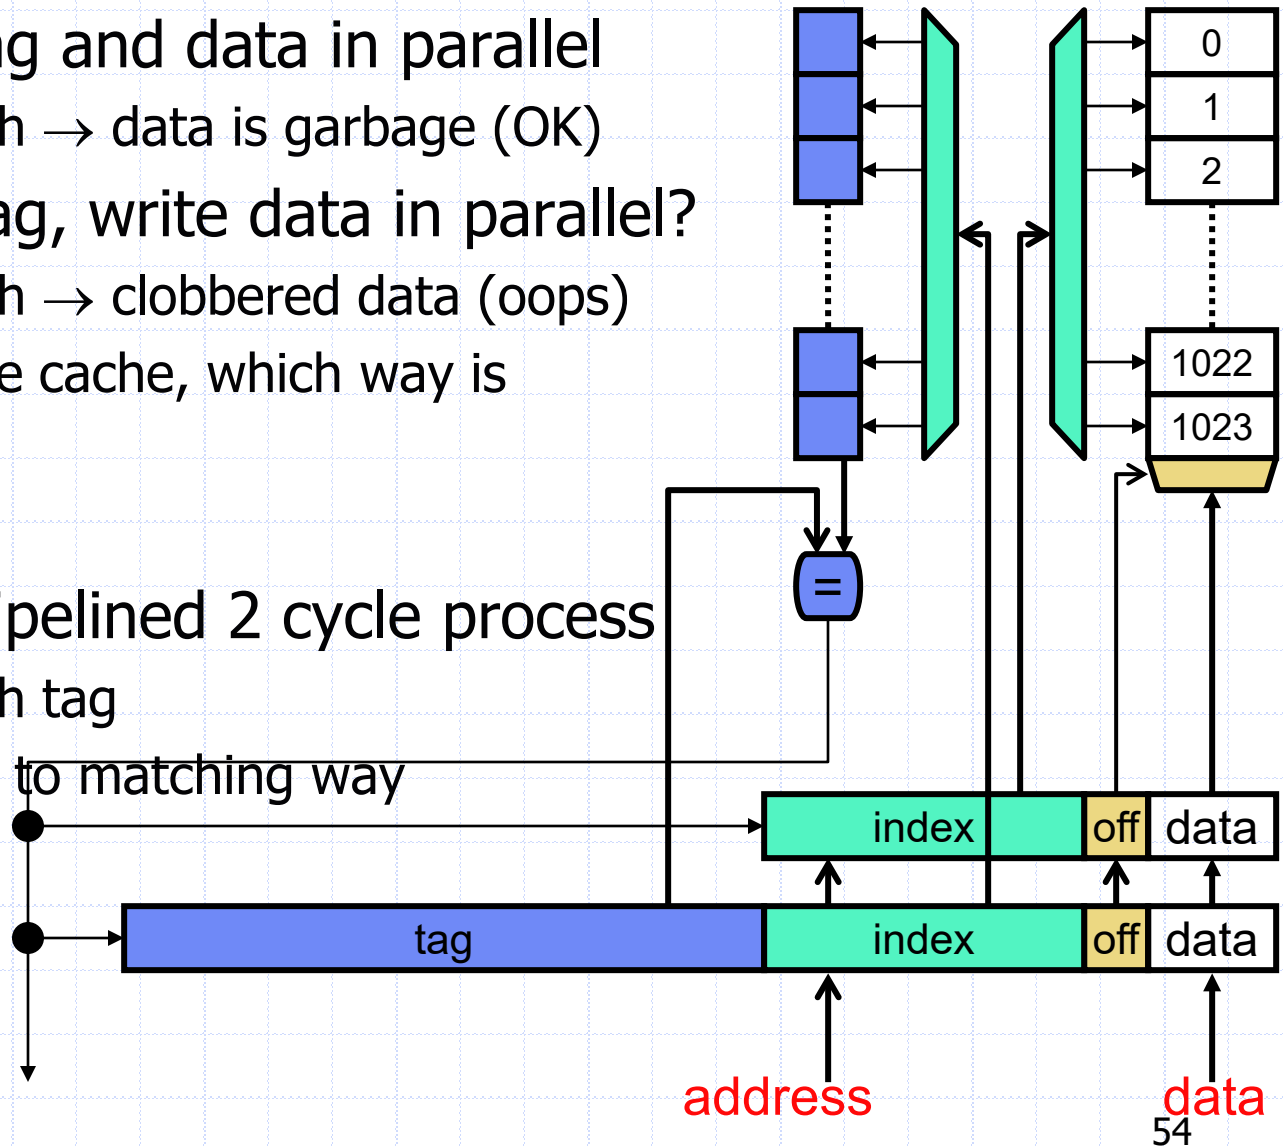 ng and data in parallel
h → data is garbage (OK)
ag, write data in parallel?
h → clobbered data (oops)
e cache, which way is
ipelined 2 cycle process
h tag
to matching way
0
1
2
1022
1023
=
index off data
tag index off data
address data
54